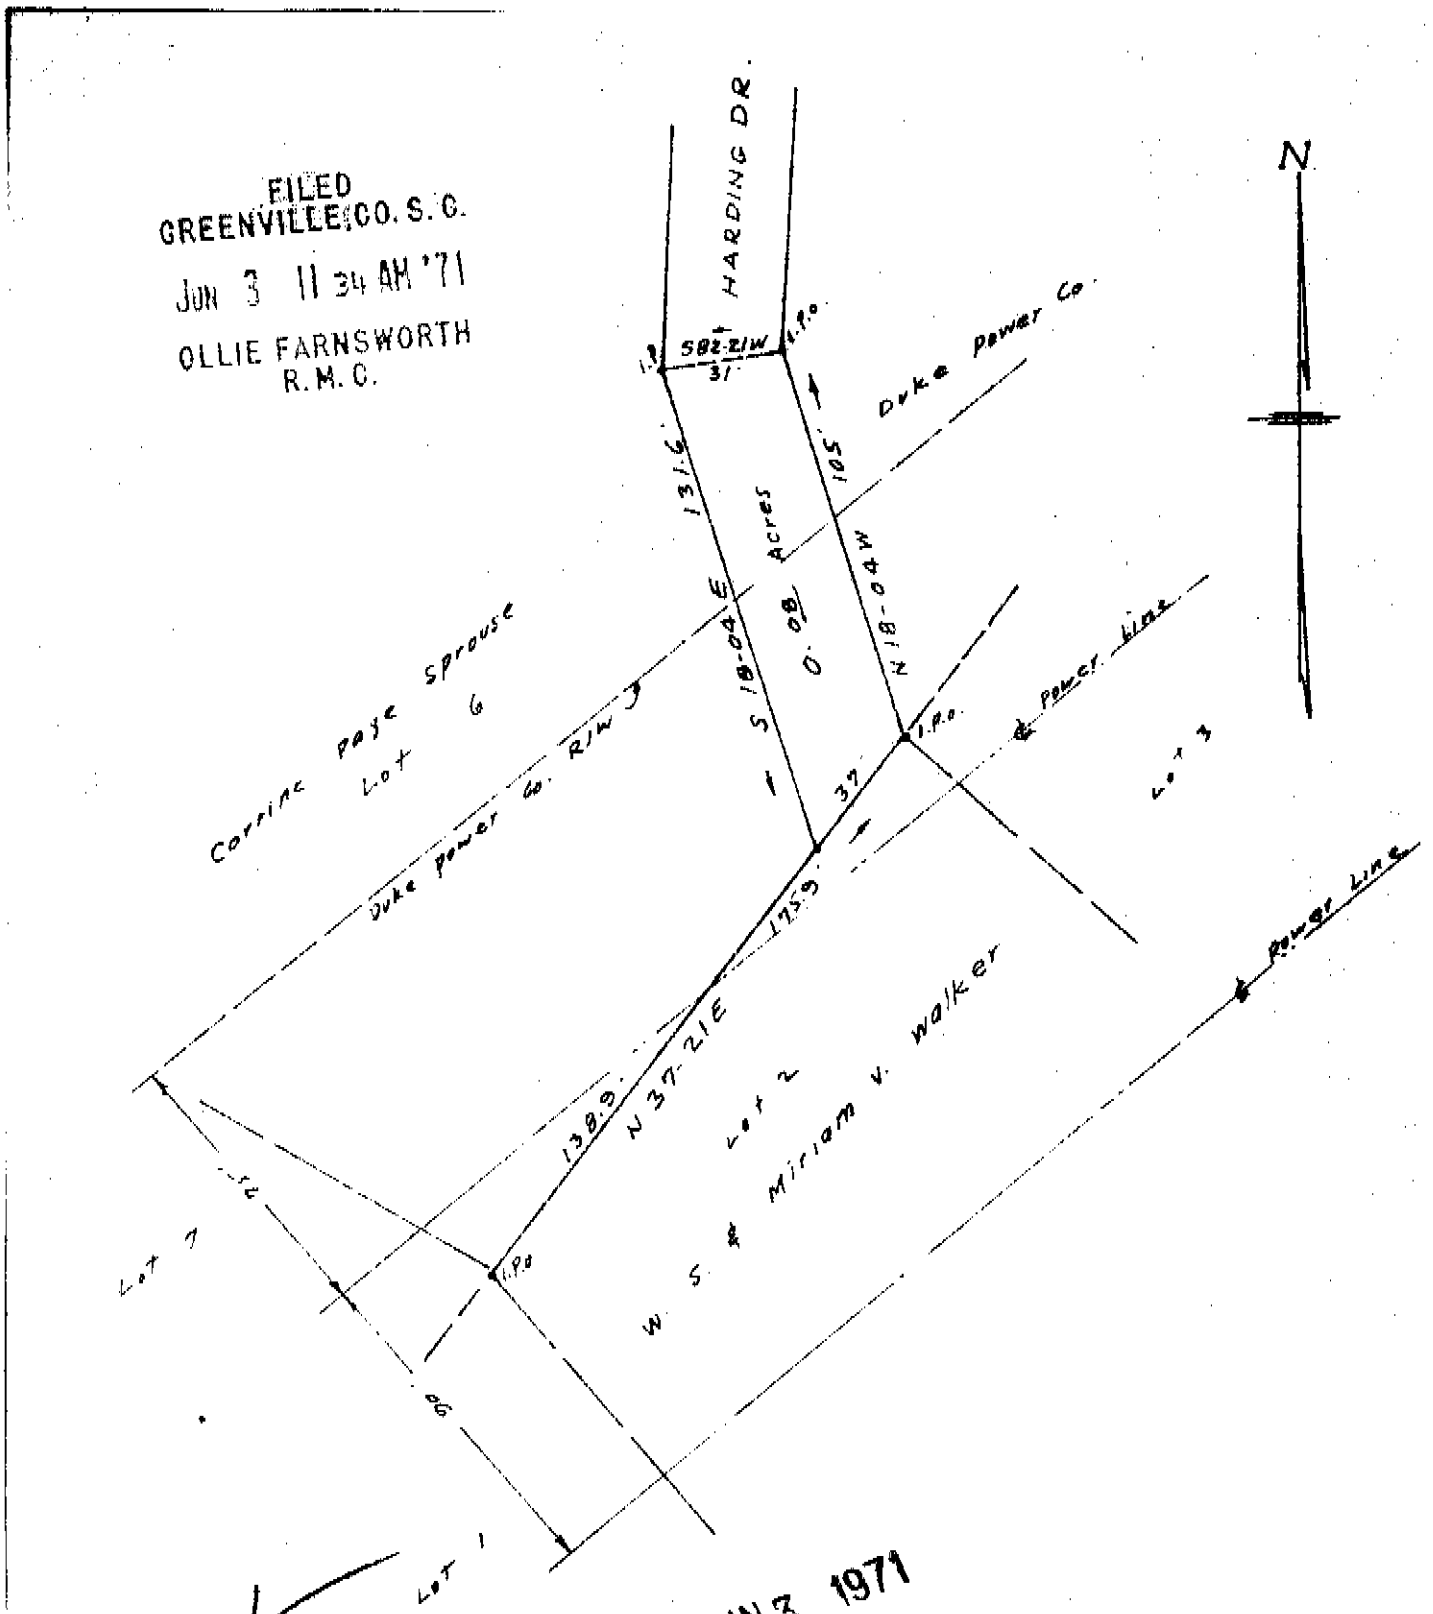 FILED
GREENVILLE CO. S. C.
JUN 3 11 34 AM '71
OLLIE FARNSWORTH
R. M. C.
HARDING DR.
N
I.P.
S82-21W
31
I.P.O.
Duke Power Co.
131.6
105
S 18-04 E
0.08 Acres
N 18-04 W
Corrine Page Sprouse
Lot 6
Duke Power Co. R/W
I.P.O.
Power Line
37
Lot 3
175.9
Power Line
138.9
N 37-21 E
Lot 2
W. S. & Miriam V. Walker
Lot 7
I.P.O
Lot 1
3 1971